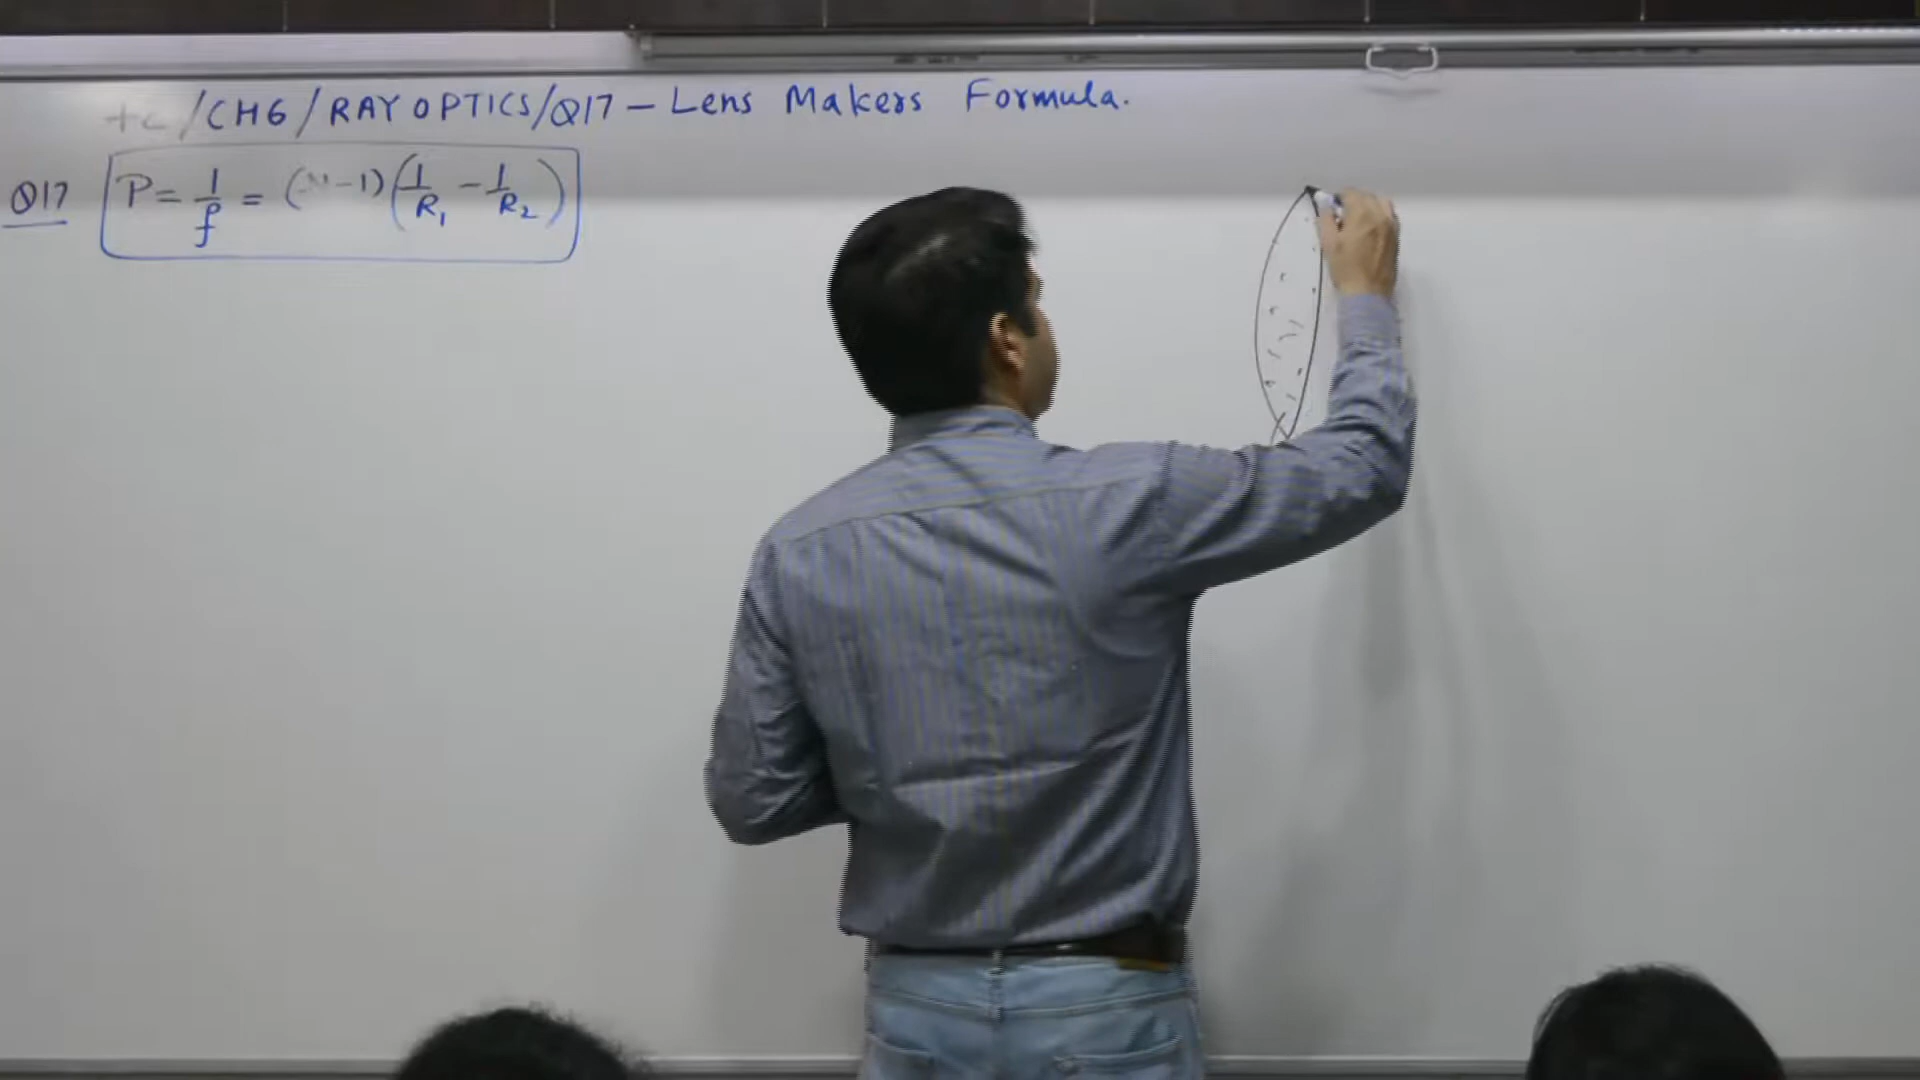 +c/CH6/RAY OPTICS/Q17 — Lens Makers Formula.
Q17 P = 1/f = (μ-1)(1/R₁ - 1/R₂)